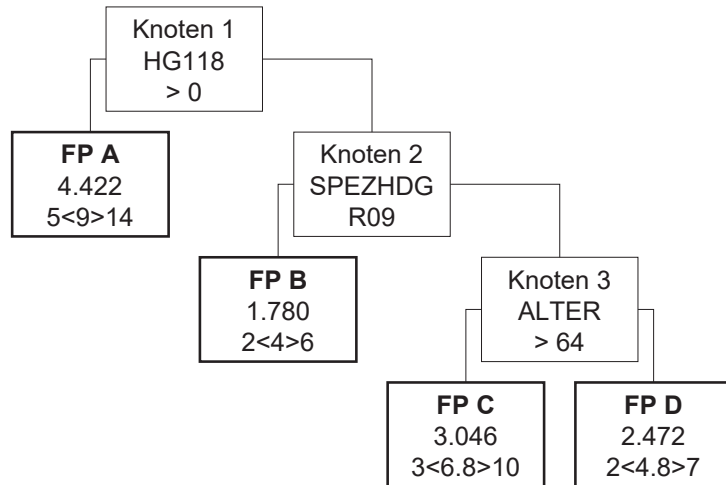 Knoten 1
HG118
> 0
FP A
4.422
5<9>14
Knoten 2
SPEZHDG
R09
FP B
1.780
2<4>6
Knoten 3
ALTER
> 64
FP C
3.046
3<6.8>10
FP D
2.472
2<4.8>7